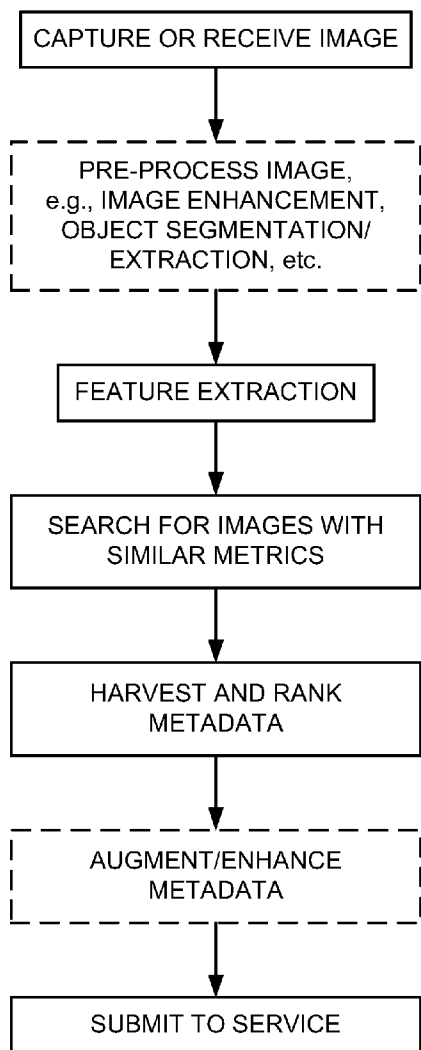 CAPTURE OR RECEIVE IMAGE
PRE-PROCESS IMAGE,
e.g., IMAGE ENHANCEMENT,
OBJECT SEGMENTATION/
EXTRACTION, etc.
FEATURE EXTRACTION
SEARCH FOR IMAGES WITH
SIMILAR METRICS
HARVEST AND RANK
METADATA
AUGMENT/ENHANCE
METADATA
SUBMIT TO SERVICE